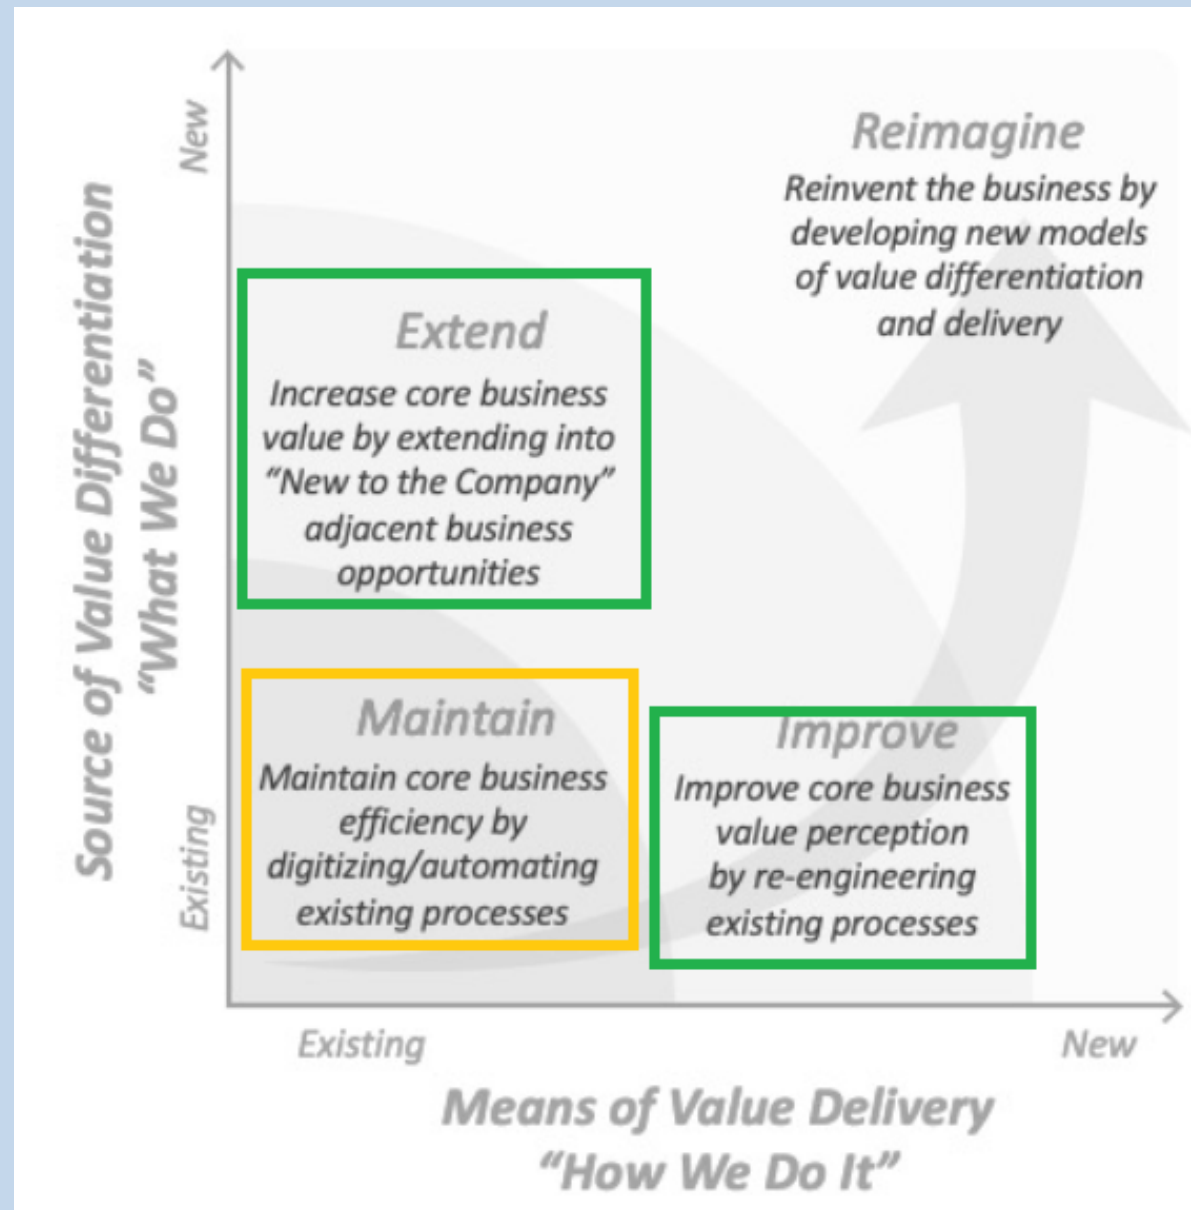 New
Source of Value Differentiation
“What We Do”
Existing
Reimagine
Reinvent the business by
developing new models
of value differentiation
and delivery
Extend
Increase core business
value by extending into
“New to the Company”
adjacent business
opportunities
Maintain
Maintain core business
efficiency by
digitizing/automating
existing processes
Improve
Improve core business
value perception
by re-engineering
existing processes
Existing
New
Means of Value Delivery
“How We Do It”